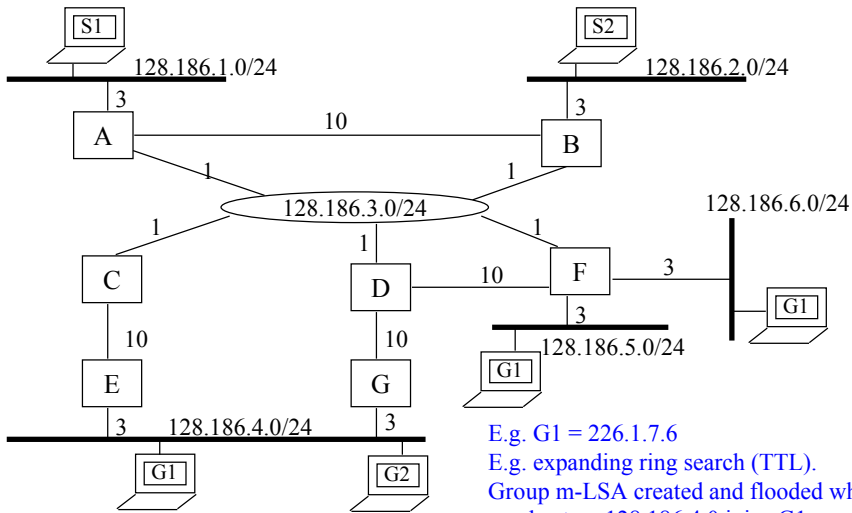 S1
S2
128.186.1.0/24
128.186.2.0/24
3
3
A
10
B
1
1
128.186.3.0/24
128.186.6.0/24
1
1
1
C
D
10
F
3
G1
10
10
3
128.186.5.0/24
E
G
G1
3
128.186.4.0/24
3
G1
G2
E.g. G1 = 226.1.7.6
E.g. expanding ring search (TTL).
Group m-LSA created and flooded wh